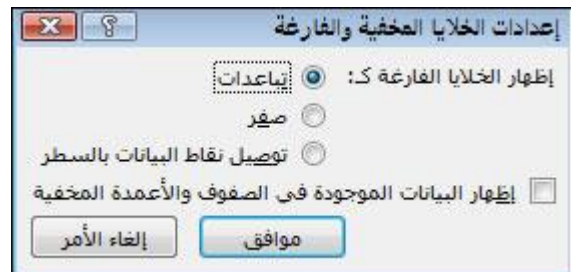 إعدادات الخلايا المخفية والفارغة
إظهار الخلايا الفارغة كـ: تباعدات
صفر
توصيل نقاط البيانات بالسطر
إظهار البيانات الموجودة في الصفوف والأعمدة المخفية
موافق إلغاء الأمر